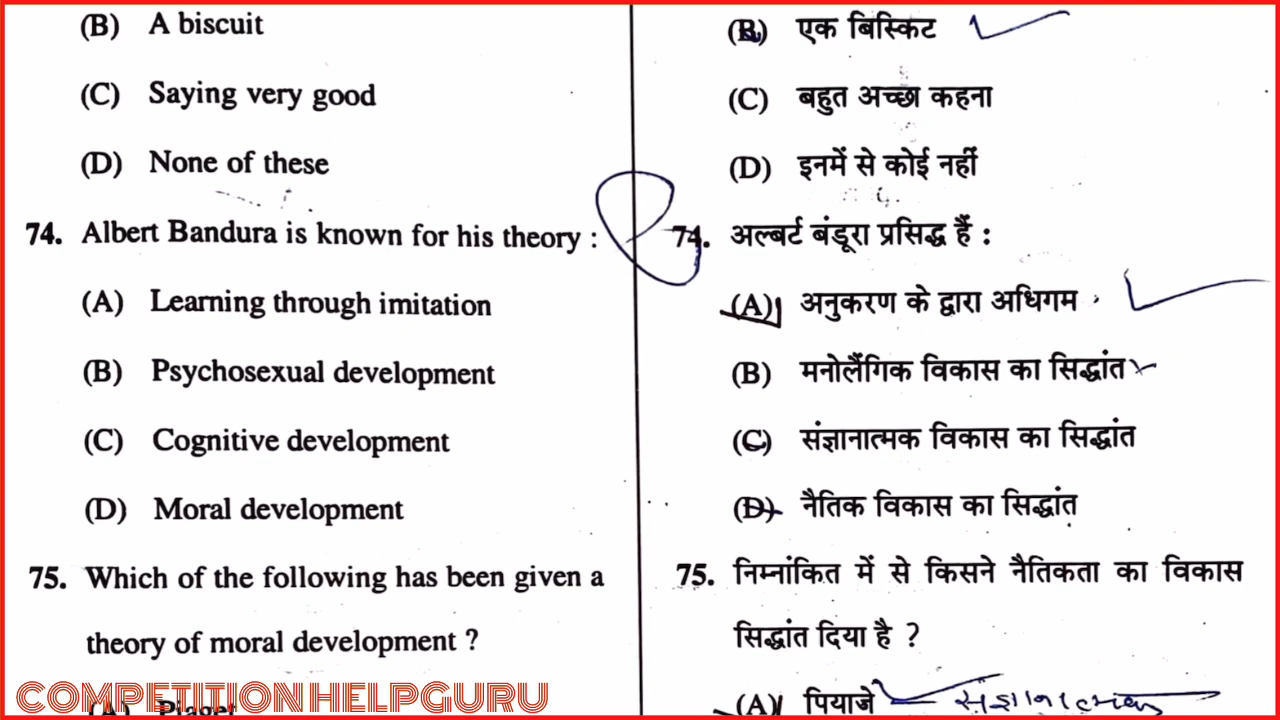 (B) A biscuit
(C) Saying very good
(D) None of these
74. Albert Bandura is known for his theory :
(A) Learning through imitation
(B) Psychosexual development
(C) Cognitive development
(D) Moral development
75. Which of the following has been given a
theory of moral development ?
(A) Piaget
(B) एक बिस्किट
(C) बहुत अच्छा कहना
(D) इनमें से कोई नहीं
74. अल्बर्ट बंडूरा प्रसिद्ध हैं :
(A) अनुकरण के द्वारा अधिगम
(B) मनोलैंगिक विकास का सिद्धांत
(C) संज्ञानात्मक विकास का सिद्धांत
(D) नैतिक विकास का सिद्धांत
75. निम्नांकित में से किसने नैतिकता का विकास
सिद्धांत दिया है ?
(A) पियाजे
COMPETITIONHELPGURU